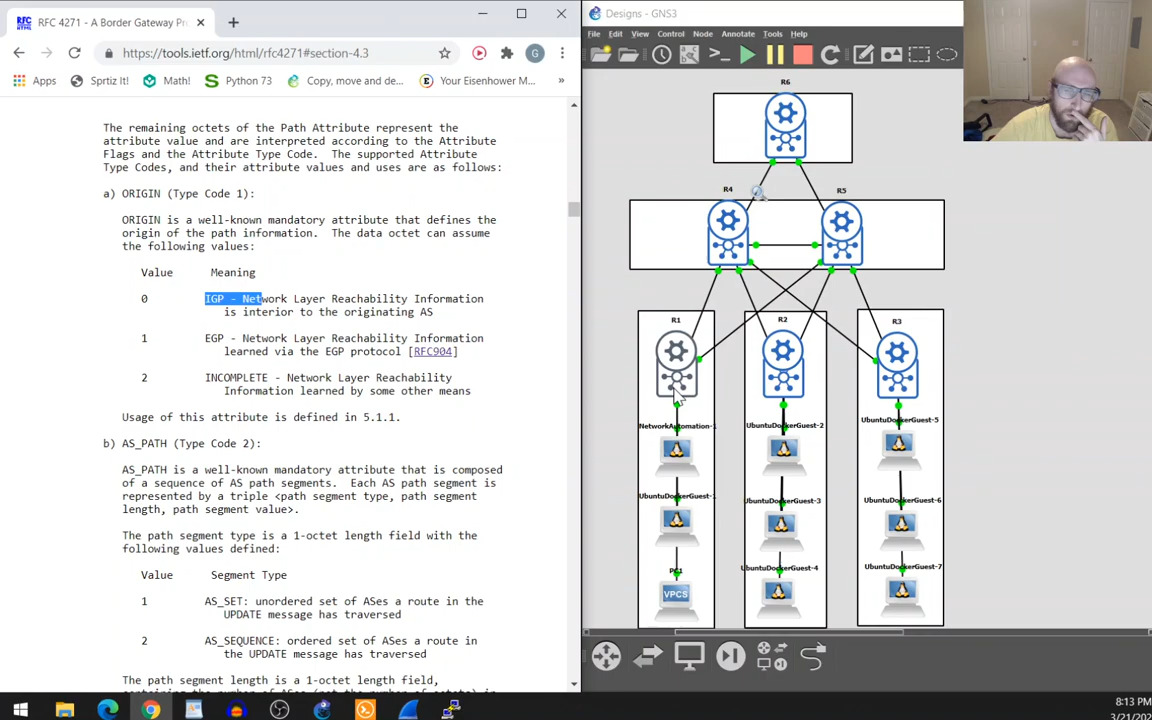 RFC 4271 - A Border Gateway Pr
https://tools.ietf.org/html/rfc4271#section-4.3
G
Apps
Sprtiz It!
Math!
Python 73
Copy, move and de...
Your Eisenhower M...
»
The remaining octets of the Path Attribute represent the
attribute value and are interpreted according to the Attribute
Flags and the Attribute Type Code.  The supported Attribute
Type Codes, and their attribute values and uses are as follows:
a) ORIGIN (Type Code 1):
ORIGIN is a well-known mandatory attribute that defines the
origin of the path information.  The data octet can assume
the following values:
Value Meaning
0 IGP - Network Layer Reachability Information
is interior to the originating AS
1 EGP - Network Layer Reachability Information
learned via the EGP protocol [RFC904]
2 INCOMPLETE - Network Layer Reachability
Information learned by some other means
Usage of this attribute is defined in 5.1.1.
b) AS_PATH (Type Code 2):
AS_PATH is a well-known mandatory attribute that is composed
of a sequence of AS path segments.  Each AS path segment is
represented by a triple <path segment type, path segment
length, path segment value>.
The path segment type is a 1-octet length field with the
following values defined:
Value Segment Type
1 AS_SET: unordered set of ASes a route in the
UPDATE message has traversed
2 AS_SEQUENCE: ordered set of ASes a route in
the UPDATE message has traversed
The path segment length is a 1-octet length field,
Designs - GNS3
File Edit View Control Node Annotate Tools Help
R6
R4
R5
R1
R2
R3
NetworkAutomation-1
UbuntuDockerGuest-2
UbuntuDockerGuest-5
UbuntuDockerGuest-1
UbuntuDockerGuest-3
UbuntuDockerGuest-6
PC1
VPCS
UbuntuDockerGuest-4
UbuntuDockerGuest-7
8:13 PM
3/21/202